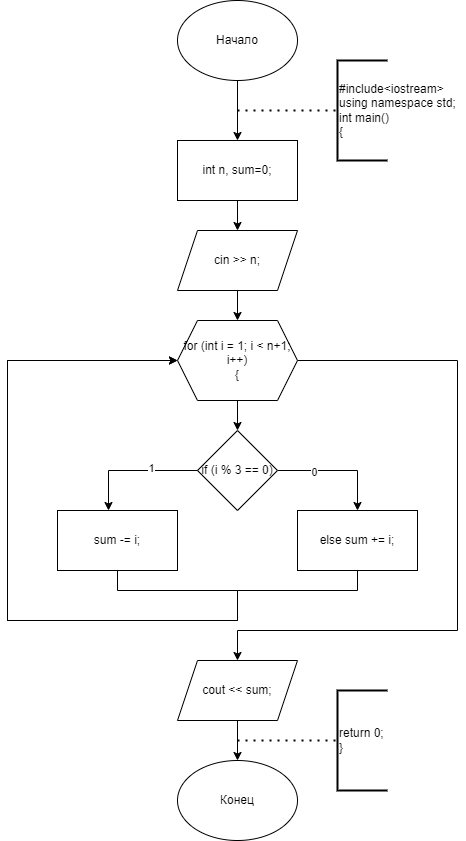 Начало
#include<iostream>
using namespace std;
int main()
{
int n, sum=0;
cin >> n;
for (int i = 1; i < n+1;
i++)
{
if (i % 3 == 0)
1
0
sum -= i;
else sum += i;
cout << sum;
return 0;
}
Конец